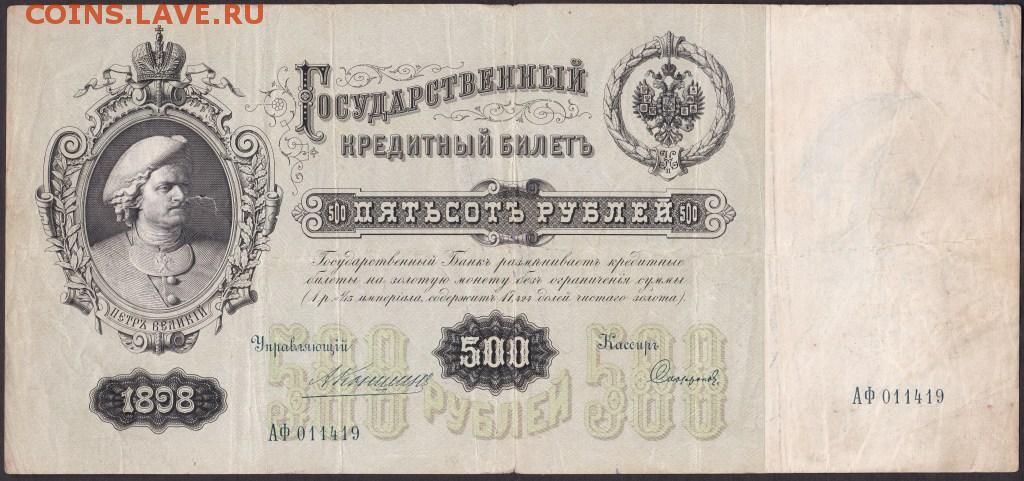 COINS.LAVE.RU
Государственный
кредитный билетъ
500 ПЯТЬСОТЪ РУБЛЕЙ 500
Государственный Банкъ размѣниваетъ кредитные
билеты на золотую монету безъ ограниченія суммы
(1 р. = 1/15 имперіала, содержитъ 17,424 долей чистаго золота).
ПЕТРЪ ВЕЛИКІЙ
500
Управляющій
500
Кассиръ
500
РУБЛЕЙ
1898
АФ 011419
АФ 011419